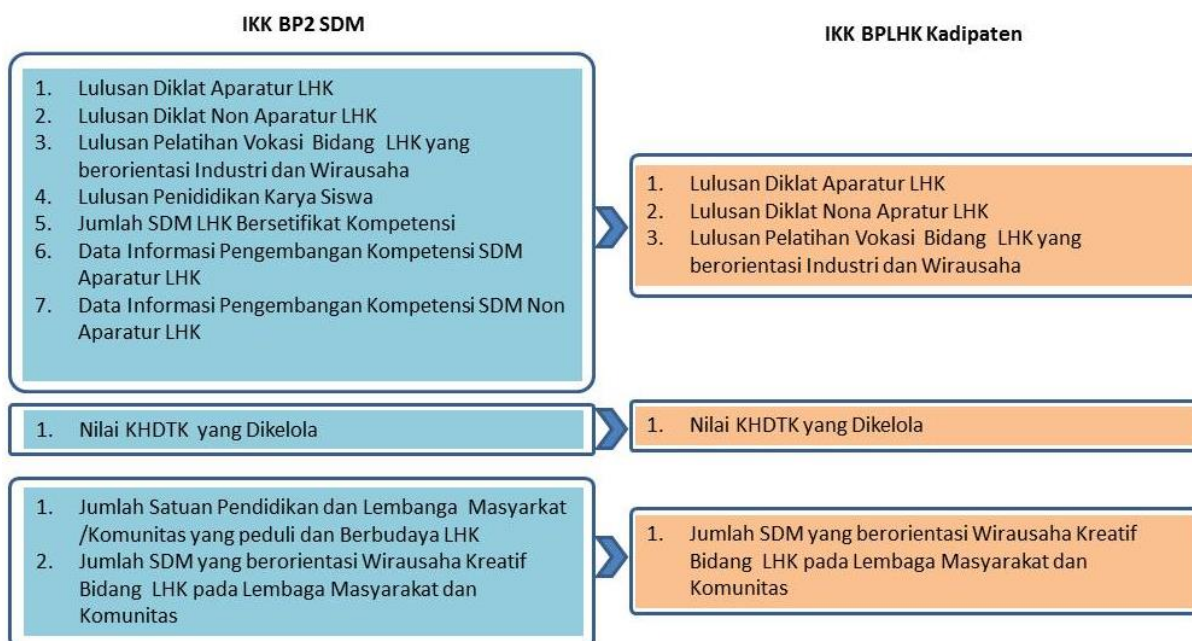 IKK BP2 SDM
1. Lulusan Diklat Aparatur LHK
2. Lulusan Diklat Non Aparatur LHK
3. Lulusan Pelatihan Vokasi Bidang LHK yang
berorientasi Industri dan Wirausaha
4. Lulusan Penididikan Karya Siswa
5. Jumlah SDM LHK Bersetifikat Kompetensi
6. Data Informasi Pengembangan Kompetensi SDM
Aparatur LHK
7. Data Informasi Pengembangan Kompetensi SDM Non
Aparatur LHK
1. Nilai KHDTK yang Dikelola
1. Jumlah Satuan Pendidikan dan Lembanga Masyarkat
/Komunitas yang peduli dan Berbudaya LHK
2. Jumlah SDM yang berorientasi Wirausaha Kreatif
Bidang LHK pada Lembaga Masyarakat dan
Komunitas
IKK BPLHK Kadipaten
1. Lulusan Diklat Aparatur LHK
2. Lulusan Diklat Nona Apratur LHK
3. Lulusan Pelatihan Vokasi Bidang LHK yang
berorientasi Industri dan Wirausaha
1. Nilai KHDTK yang Dikelola
1. Jumlah SDM yang berorientasi Wirausaha Kreatif
Bidang LHK pada Lembaga Masyarakat dan
Komunitas